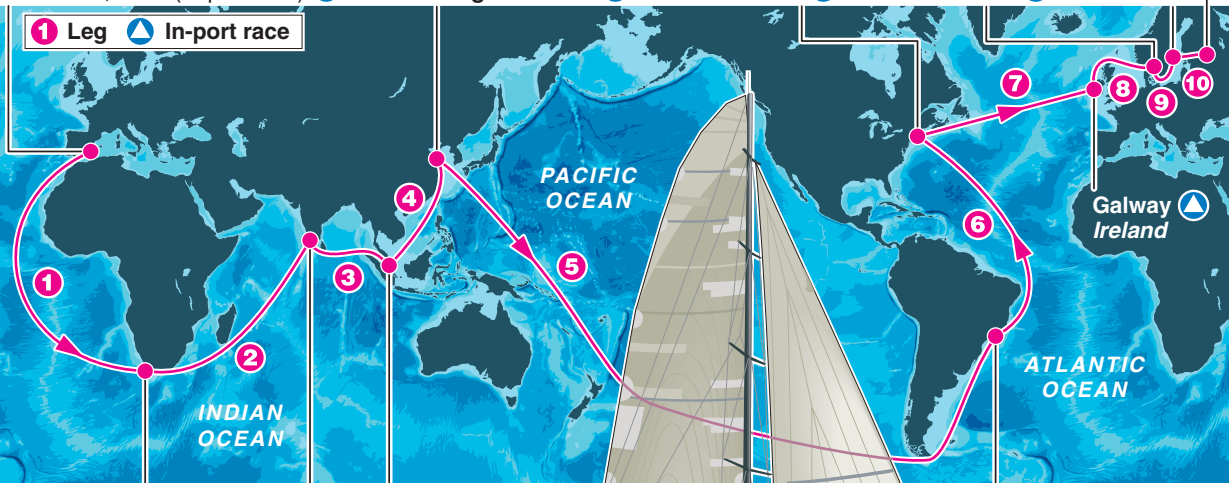 1 Leg In-port race
7
8
9
10
PACIFIC
OCEAN
4
Galway
Ireland
6
3
5
1
2
ATLANTIC
OCEAN
INDIAN
OCEAN